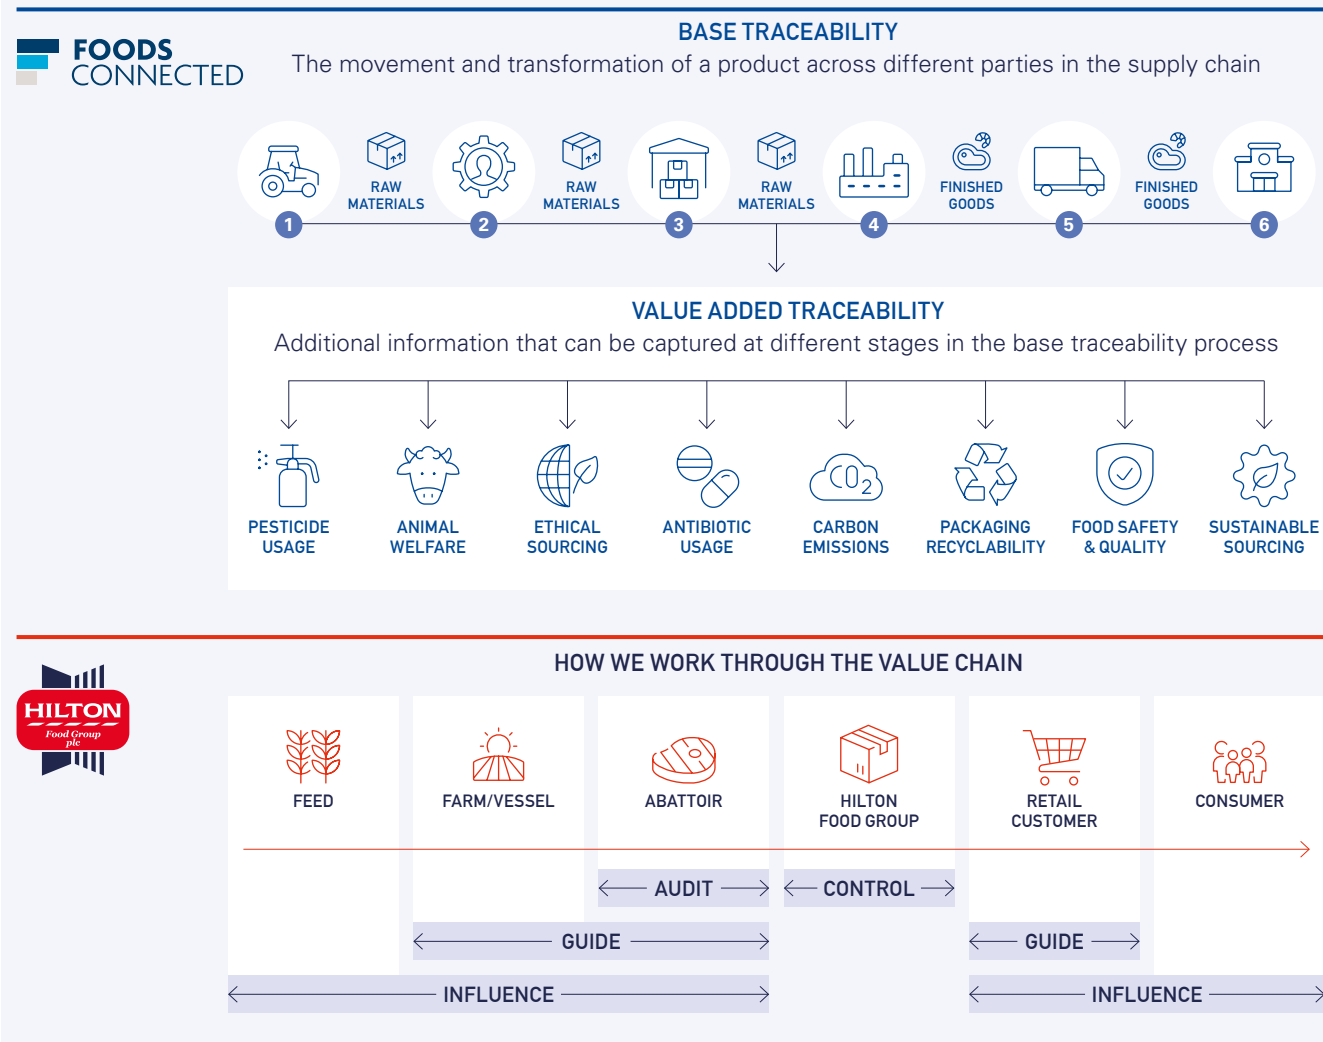 BASE TRACEABILITY
FOODS
CONNECTED
The movement and transformation of a product across different parties in the supply chain
RAW
MATERIALS
RAW
MATERIALS
RAW
MATERIALS
FINISHED
GOODS
FINISHED
GOODS
1
2
3
4
5
6
VALUE ADDED TRACEABILITY
Additional information that can be captured at different stages in the base traceability process
CO2
PESTICIDE
USAGE
ANIMAL
WELFARE
ETHICAL
SOURCING
ANTIBIOTIC
USAGE
CARBON
EMISSIONS
PACKAGING
RECYCLABILITY
FOOD SAFETY
& QUALITY
SUSTAINABLE
SOURCING
HOW WE WORK THROUGH THE VALUE CHAIN
HILTON
Food Group
plc
FEED
FARM/VESSEL
ABATTOIR
HILTON
FOOD GROUP
RETAIL
CUSTOMER
CONSUMER
AUDIT
CONTROL
GUIDE
GUIDE
INFLUENCE
INFLUENCE